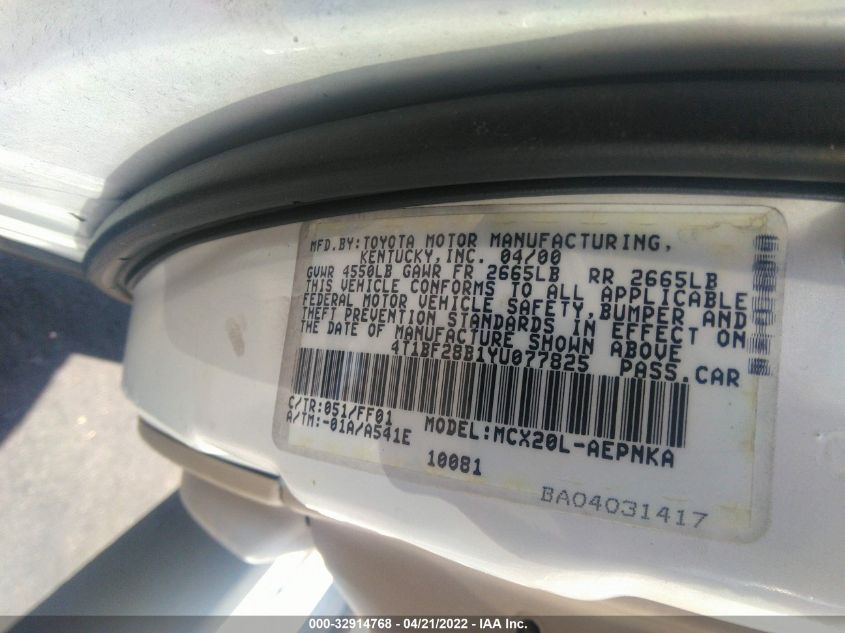 MFD.BY:TOYOTA MOTOR MANUFACTURING,
KENTUCKY,INC. 04/00
GVWR 4550LB GAWR FR 2665LB RR 2665LB
THIS VEHICLE CONFORMS TO ALL APPLICABLE
FEDERAL MOTOR VEHICLE SAFETY,BUMPER AND
THEFT PREVENTION STANDARDS IN EFFECT ON
THE DATE OF MANUFACTURE SHOWN ABOVE
4T1BF28B1YU077825 PASS.CAR
C/TR:051/FF01
A/TM:-01A/A541E MODEL:MCX20L-AEPNKA
10081
BA04031417
000-32914768 - 04/21/2022 - IAA Inc.